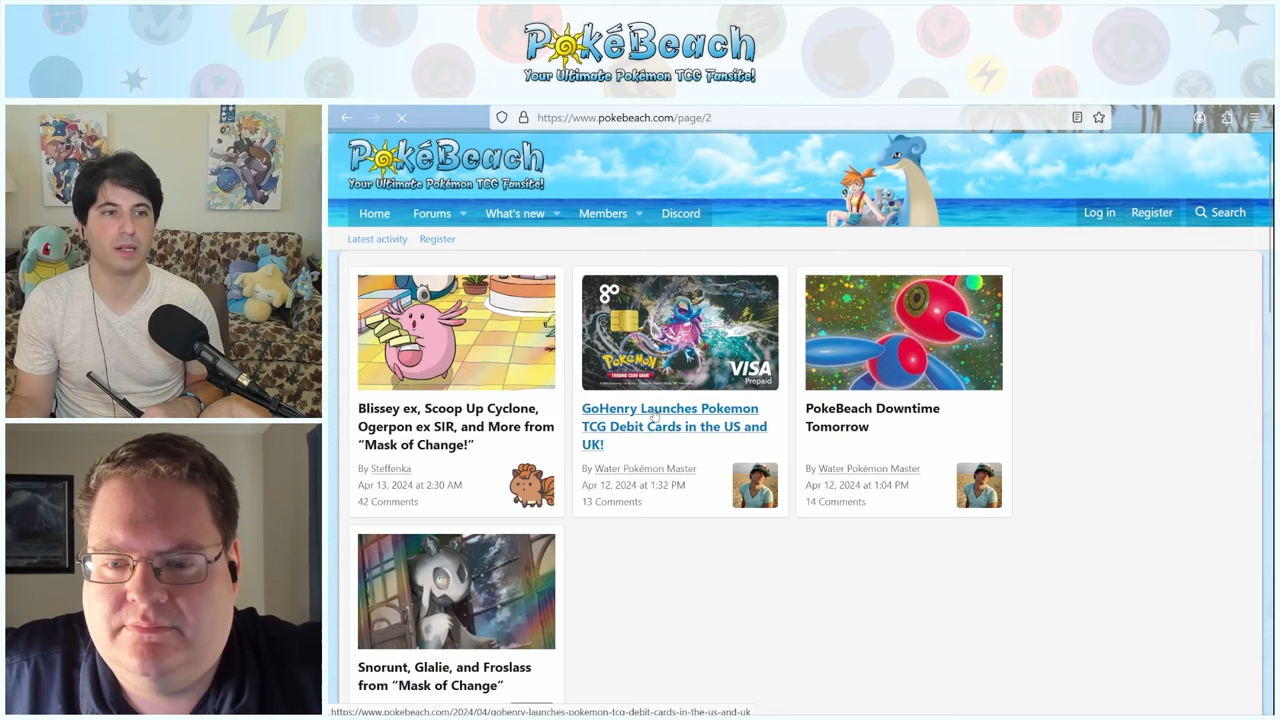 PokéBeach
Your Ultimate Pokémon TCG Fansite!
https://www.pokebeach.com/page/2
PokéBeach
Your Ultimate Pokémon TCG Fansite!
Home Forums What's new Members Discord Log in Register Search
Latest activity Register
go
POKéMON
TRADING CARD GAME
VISA
Prepaid
Blissey ex, Scoop Up Cyclone,
Ogerpon ex SIR, and More from
“Mask of Change!”
By Steffenka
Apr 13, 2024 at 2:30 AM
42 Comments
GoHenry Launches Pokemon
TCG Debit Cards in the US and
UK!
By Water Pokémon Master
Apr 12, 2024 at 1:32 PM
13 Comments
PokeBeach Downtime
Tomorrow
By Water Pokémon Master
Apr 12, 2024 at 1:04 PM
14 Comments
Snorunt, Glalie, and Froslass
from “Mask of Change”
https://www.pokebeach.com/2024/04/gohenry-launches-pokemon-tcg-debit-cards-in-the-us-and-uk